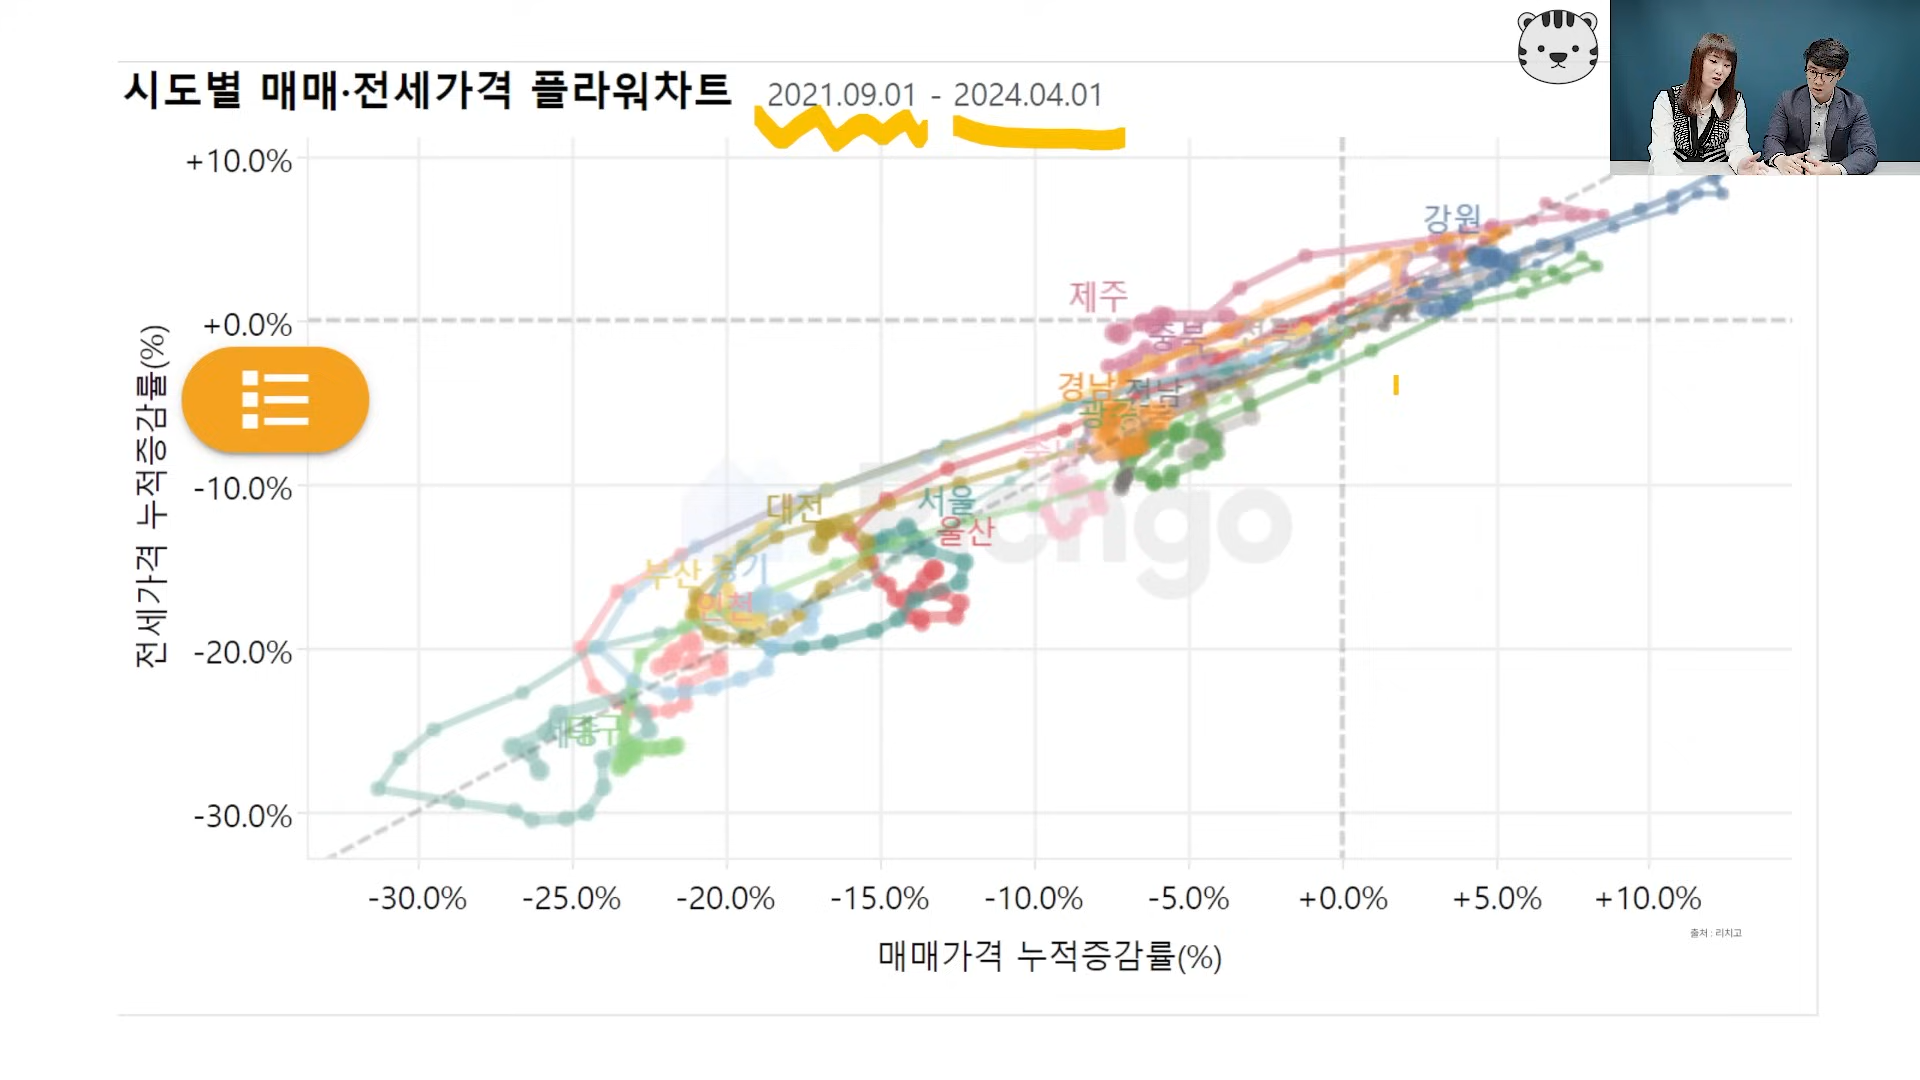 시도별 매매·전세가격 플라워차트 2021.09.01 - 2024.04.01
+10.0%
+0.0%
-10.0%
-20.0%
-30.0%
전세가격 누적증감률(%)
강원
제주
충북 전북
경남 전남
대전
서울
울산
부산 경기
인천
-30.0% -25.0% -20.0% -15.0% -10.0% -5.0% +0.0% +5.0% +10.0%
매매가격 누적증감률(%)
출처 : 리치고